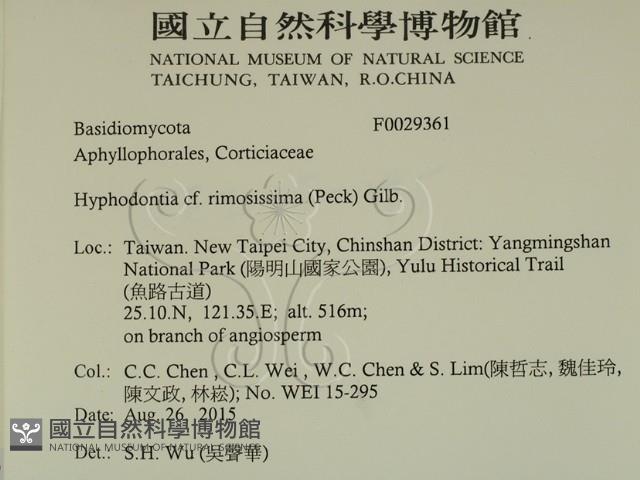 國立自然科學博物館
NATIONAL MUSEUM OF NATURAL SCIENCE
TAICHUNG, TAIWAN, R.O.CHINA
Basidiomycota F0029361
Aphyllophorales, Corticiaceae
Hyphodontia cf. rimosissima (Peck) Gilb.
Loc.: Taiwan. New Taipei City, Chinshan District: Yangmingshan
National Park (陽明山國家公園), Yulu Historical Trail
(魚路古道)
25.10.N, 121.35.E; alt. 516m;
on branch of angiosperm
Col.: C.C. Chen , C.L. Wei , W.C. Chen & S. Lim(陳哲志, 魏佳玲,
陳文政, 林崧); No. WEI 15-295
Date: Aug. 26, 2015
國立自然科學博物館
NATIONAL MUSEUM OF NATURAL SCIENCE
Det.: S.H. Wu (吳聲華)